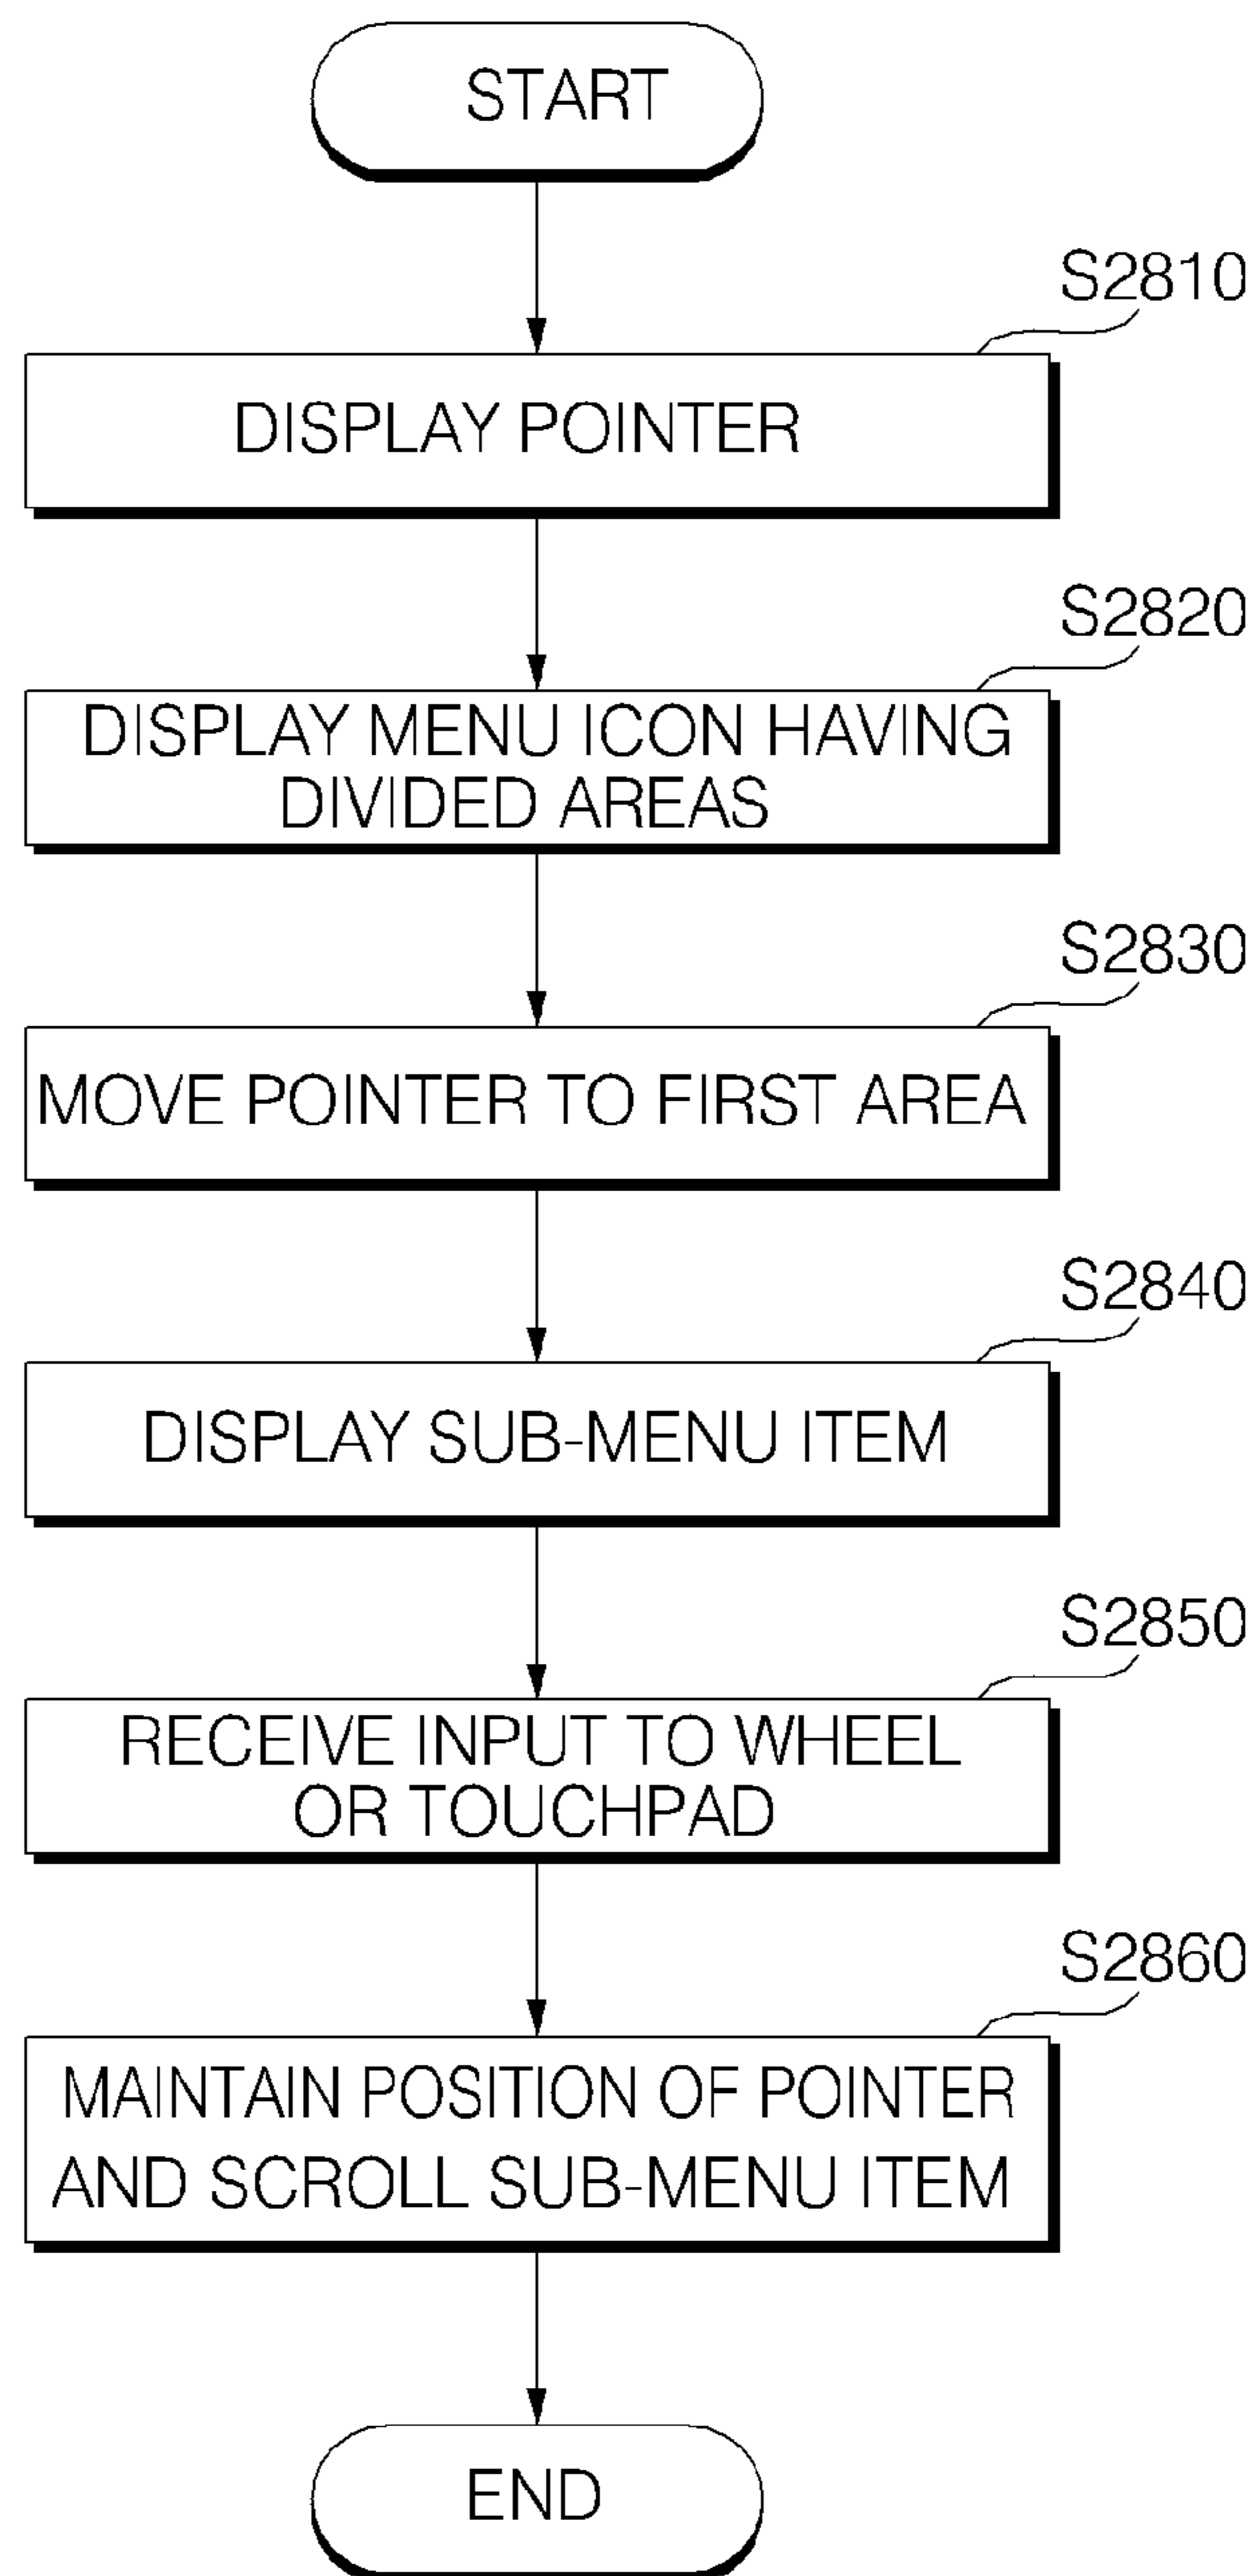 START
S2810
DISPLAY POINTER
S2820
DISPLAY MENU ICON HAVING
DIVIDED AREAS
S2830
MOVE POINTER TO FIRST AREA
S2840
DISPLAY SUB-MENU ITEM
S2850
RECEIVE INPUT TO WHEEL
OR TOUCHPAD
S2860
MAINTAIN POSITION OF POINTER
AND SCROLL SUB-MENU ITEM
END